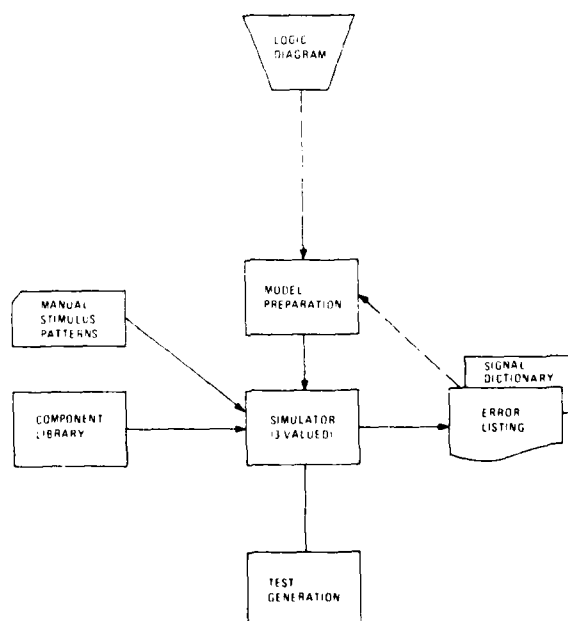 LOGIC
DIAGRAM
MODEL
PREPARATION
MANUAL
STIMULUS
PATTERNS
SIGNAL
DICTIONARY
COMPONENT
LIBRARY
SIMULATOR
(3 VALUED)
ERROR
LISTING
TEST
GENERATION